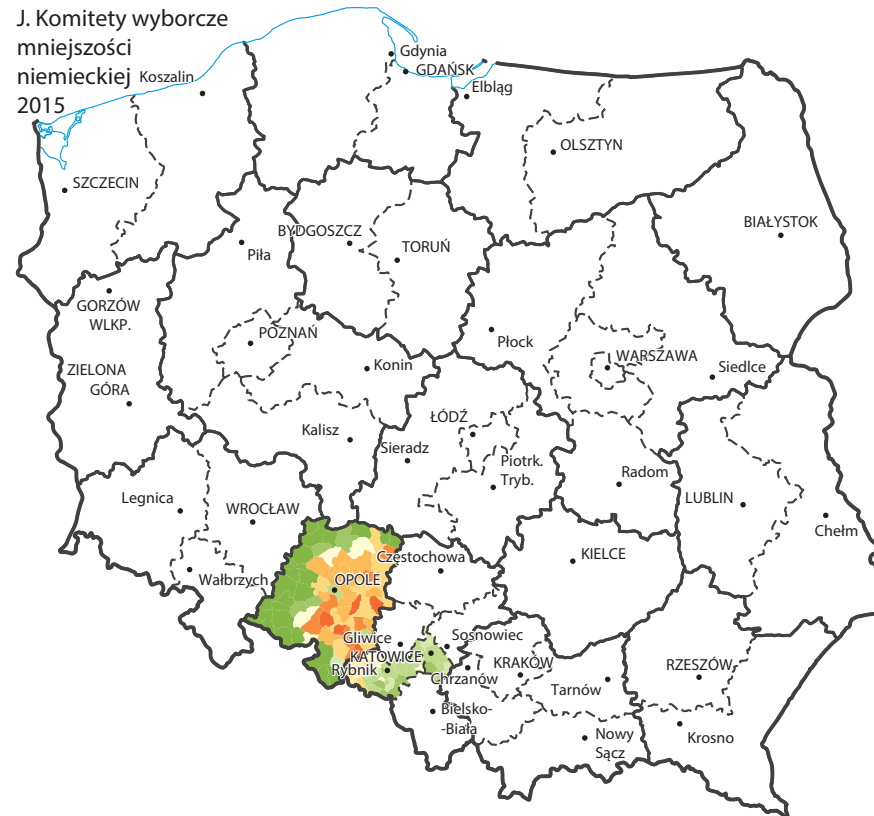 J. Komitety wyborcze
mniejszości
niemieckiej
2015
Koszalin
Gdynia
GDAŃSK
Elbląg
OLSZTYN
SZCZECIN
BIAŁYSTOK
BYDGOSZCZ
Piła
TORUŃ
GORZÓW
WLKP.
POZNAŃ
Płock
WARSZAWA
Siedlce
Konin
ZIELONA
GÓRA
Kalisz
ŁÓDŹ
Sieradz
Piotrk.
Tryb.
Radom
LUBLIN
Chełm
Legnica
WROCŁAW
Wałbrzych
OPOLE
Częstochowa
KIELCE
Gliwice
Sosnowiec
KATOWICE
Rybnik
Chrzanów
KRAKÓW
Tarnów
RZESZÓW
Bielsko-
-Biała
Nowy
Sącz
Krosno